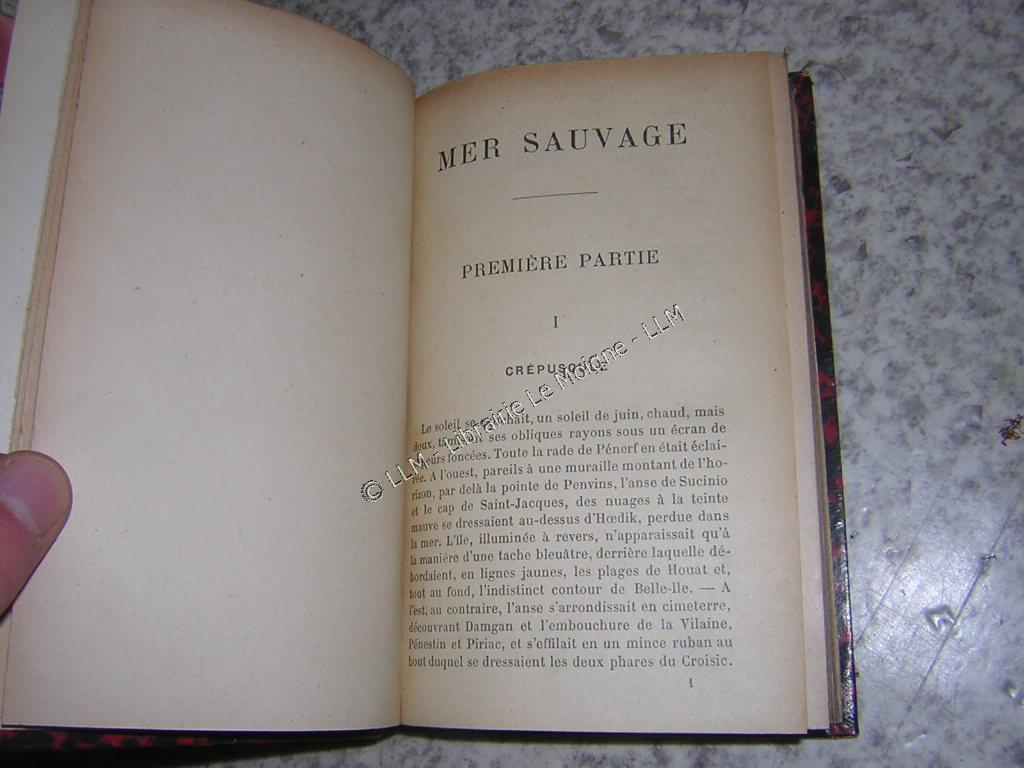 MER SAUVAGE
PREMIÈRE PARTIE
I
CRÉPUSCULE
Le soleil se couchait, un soleil de juin, chaud, mais
doux, ses obliques rayons sous un écran de
foncées. Toute la rade de Pénerf en était éclai-
rée. A l'ouest, pareils à une muraille montant de l'ho-
rizon, par delà la pointe de Penvins, l'anse de Sucinio
et le cap de Saint-Jacques, des nuages à la teinte
mauve se dressaient au-dessus d'Hœdik, perdue dans
la mer. L'île, illuminée à revers, n'apparaissait qu'à
la manière d'une tache bleuâtre, derrière laquelle dé-
bordaient, en lignes jaunes, les plages de Houat et,
tout au fond, l'indistinct contour de Belle-Ile. — A
l'est, au contraire, l'anse s'arrondissait en cimeterre,
découvrant Damgan et l'embouchure de la Vilaine,
Pénestin et Piriac, et s'effilait en un mince ruban au
bout duquel se dressaient les deux phares du Croisic.
1
© LLM - Librairie Le Moigne - LLM